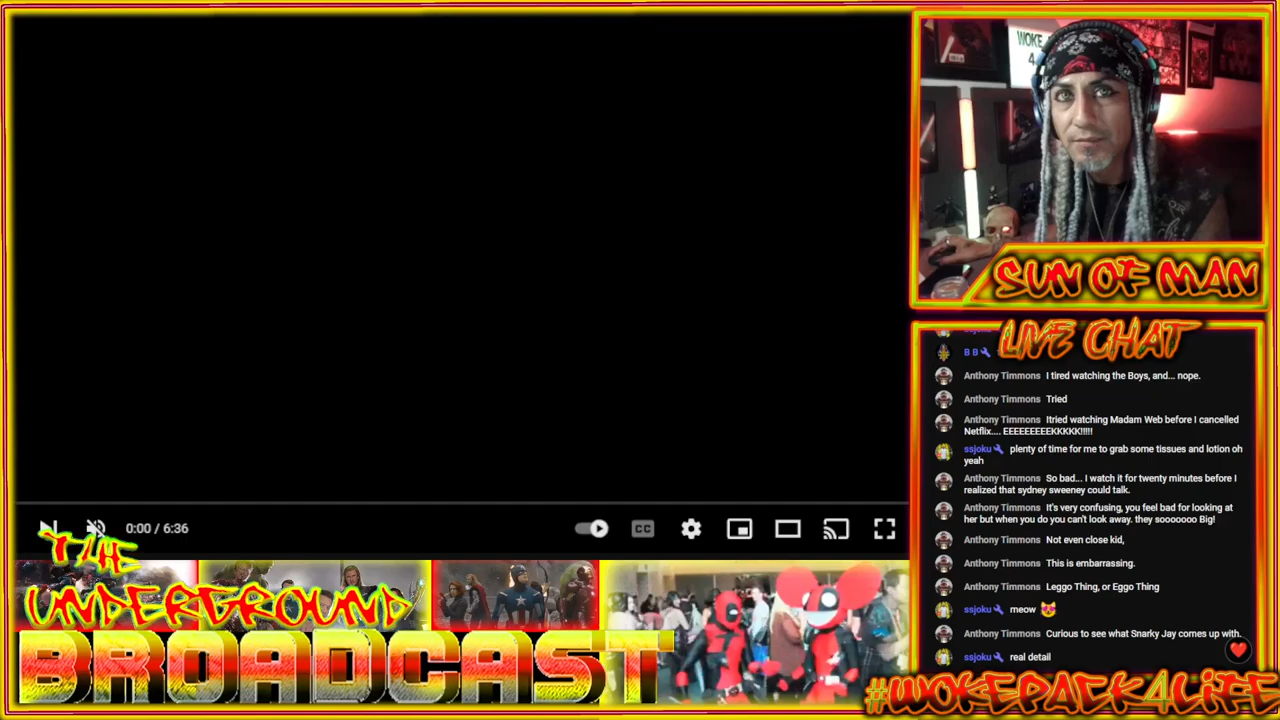 WOKE
4
SUN OF MAN
LIVE CHAT
B B
Anthony Timmons I tired watching the Boys, and... nope.
Anthony Timmons Tried
Anthony Timmons Itried watching Madam Web before I cancelled
Netflix.... EEEEEEEEKKKKK!!!!!
ssjoku plenty of time for me to grab some tissues and lotion oh
yeah
Anthony Timmons So bad... I watch it for twenty minutes before I
realized that sydney sweeney could talk.
Anthony Timmons It's very confusing, you feel bad for looking at
her but when you do you can't look away. they sooooooo Big!
Anthony Timmons Not even close kid,
Anthony Timmons This is embarrassing.
Anthony Timmons Leggo Thing, or Eggo Thing
ssjoku meow
Anthony Timmons Curious to see what Snarky Jay comes up with.
ssjoku real detail
0:00 / 6:36
CC
THE
UNDERGROUND
BROADCAST
#WOKEPACK4LIFE